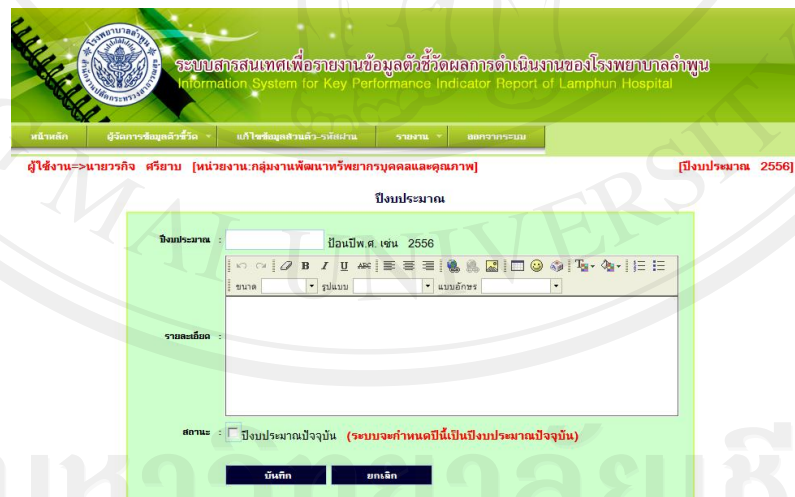 ระบบสารสนเทศเพื่อรายงานข้อมูลตัวชี้วัดผลการดำเนินงานของโรงพยาบาลลำพูน
Information System for Key Performance Indicator Report of Lamphun Hospital
หน้าหลัก ผู้จัดการข้อมูลตัวชี้วัด แก้ไขข้อมูลส่วนตัว-รหัสผ่าน รายงาน ออกจากระบบ
ผู้ใช้งาน=>นายวรกิจ ศรียาบ [หน่วยงาน:กลุ่มงานพัฒนาทรัพยากรบุคคลและคุณภาพ] [ปีงบประมาณ 2556]
ปีงบประมาณ
ปีงบประมาณ : ป้อนปีพ.ศ. เช่น 2556
B I U ABC
ขนาด รูปแบบ แบบอักษร
รายละเอียด :
สถานะ : ปีงบประมาณปัจจุบัน (ระบบจะกำหนดปีนี้เป็นปีงบประมาณปัจจุบัน)
บันทึก ยกเลิก